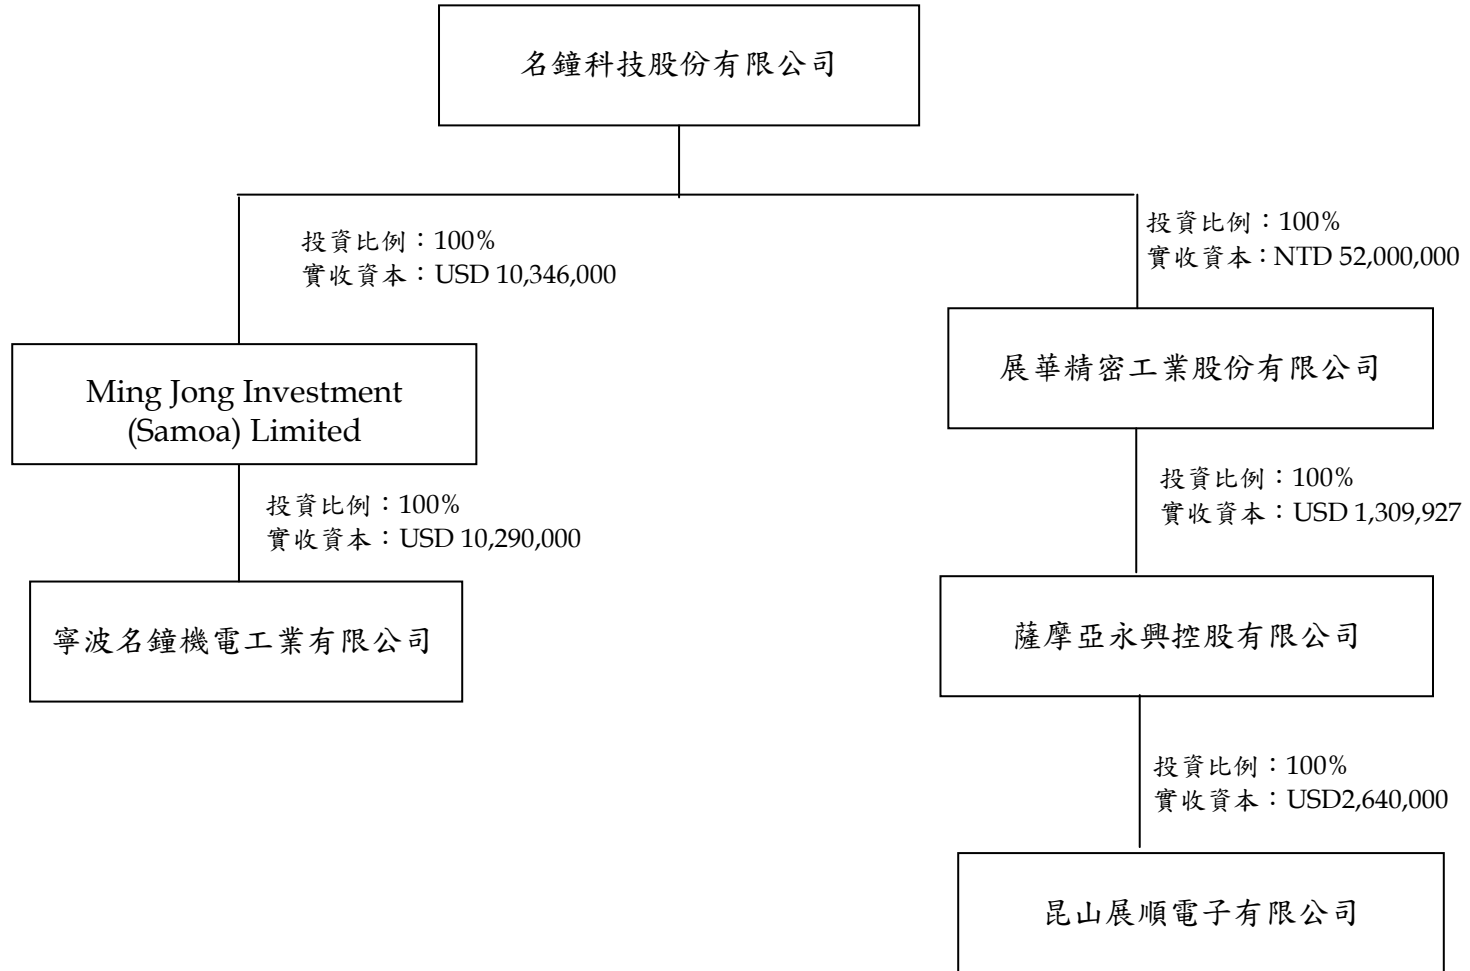 名鐘科技股份有限公司
投資比例：100%
實收資本：USD 10,346,000
投資比例：100%
實收資本：NTD 52,000,000
Ming Jong Investment
(Samoa) Limited
展華精密工業股份有限公司
投資比例：100%
實收資本：USD 10,290,000
投資比例：100%
實收資本：USD 1,309,927
寧波名鐘機電工業有限公司
薩摩亞永興控股有限公司
投資比例：100%
實收資本：USD2,640,000
昆山展順電子有限公司